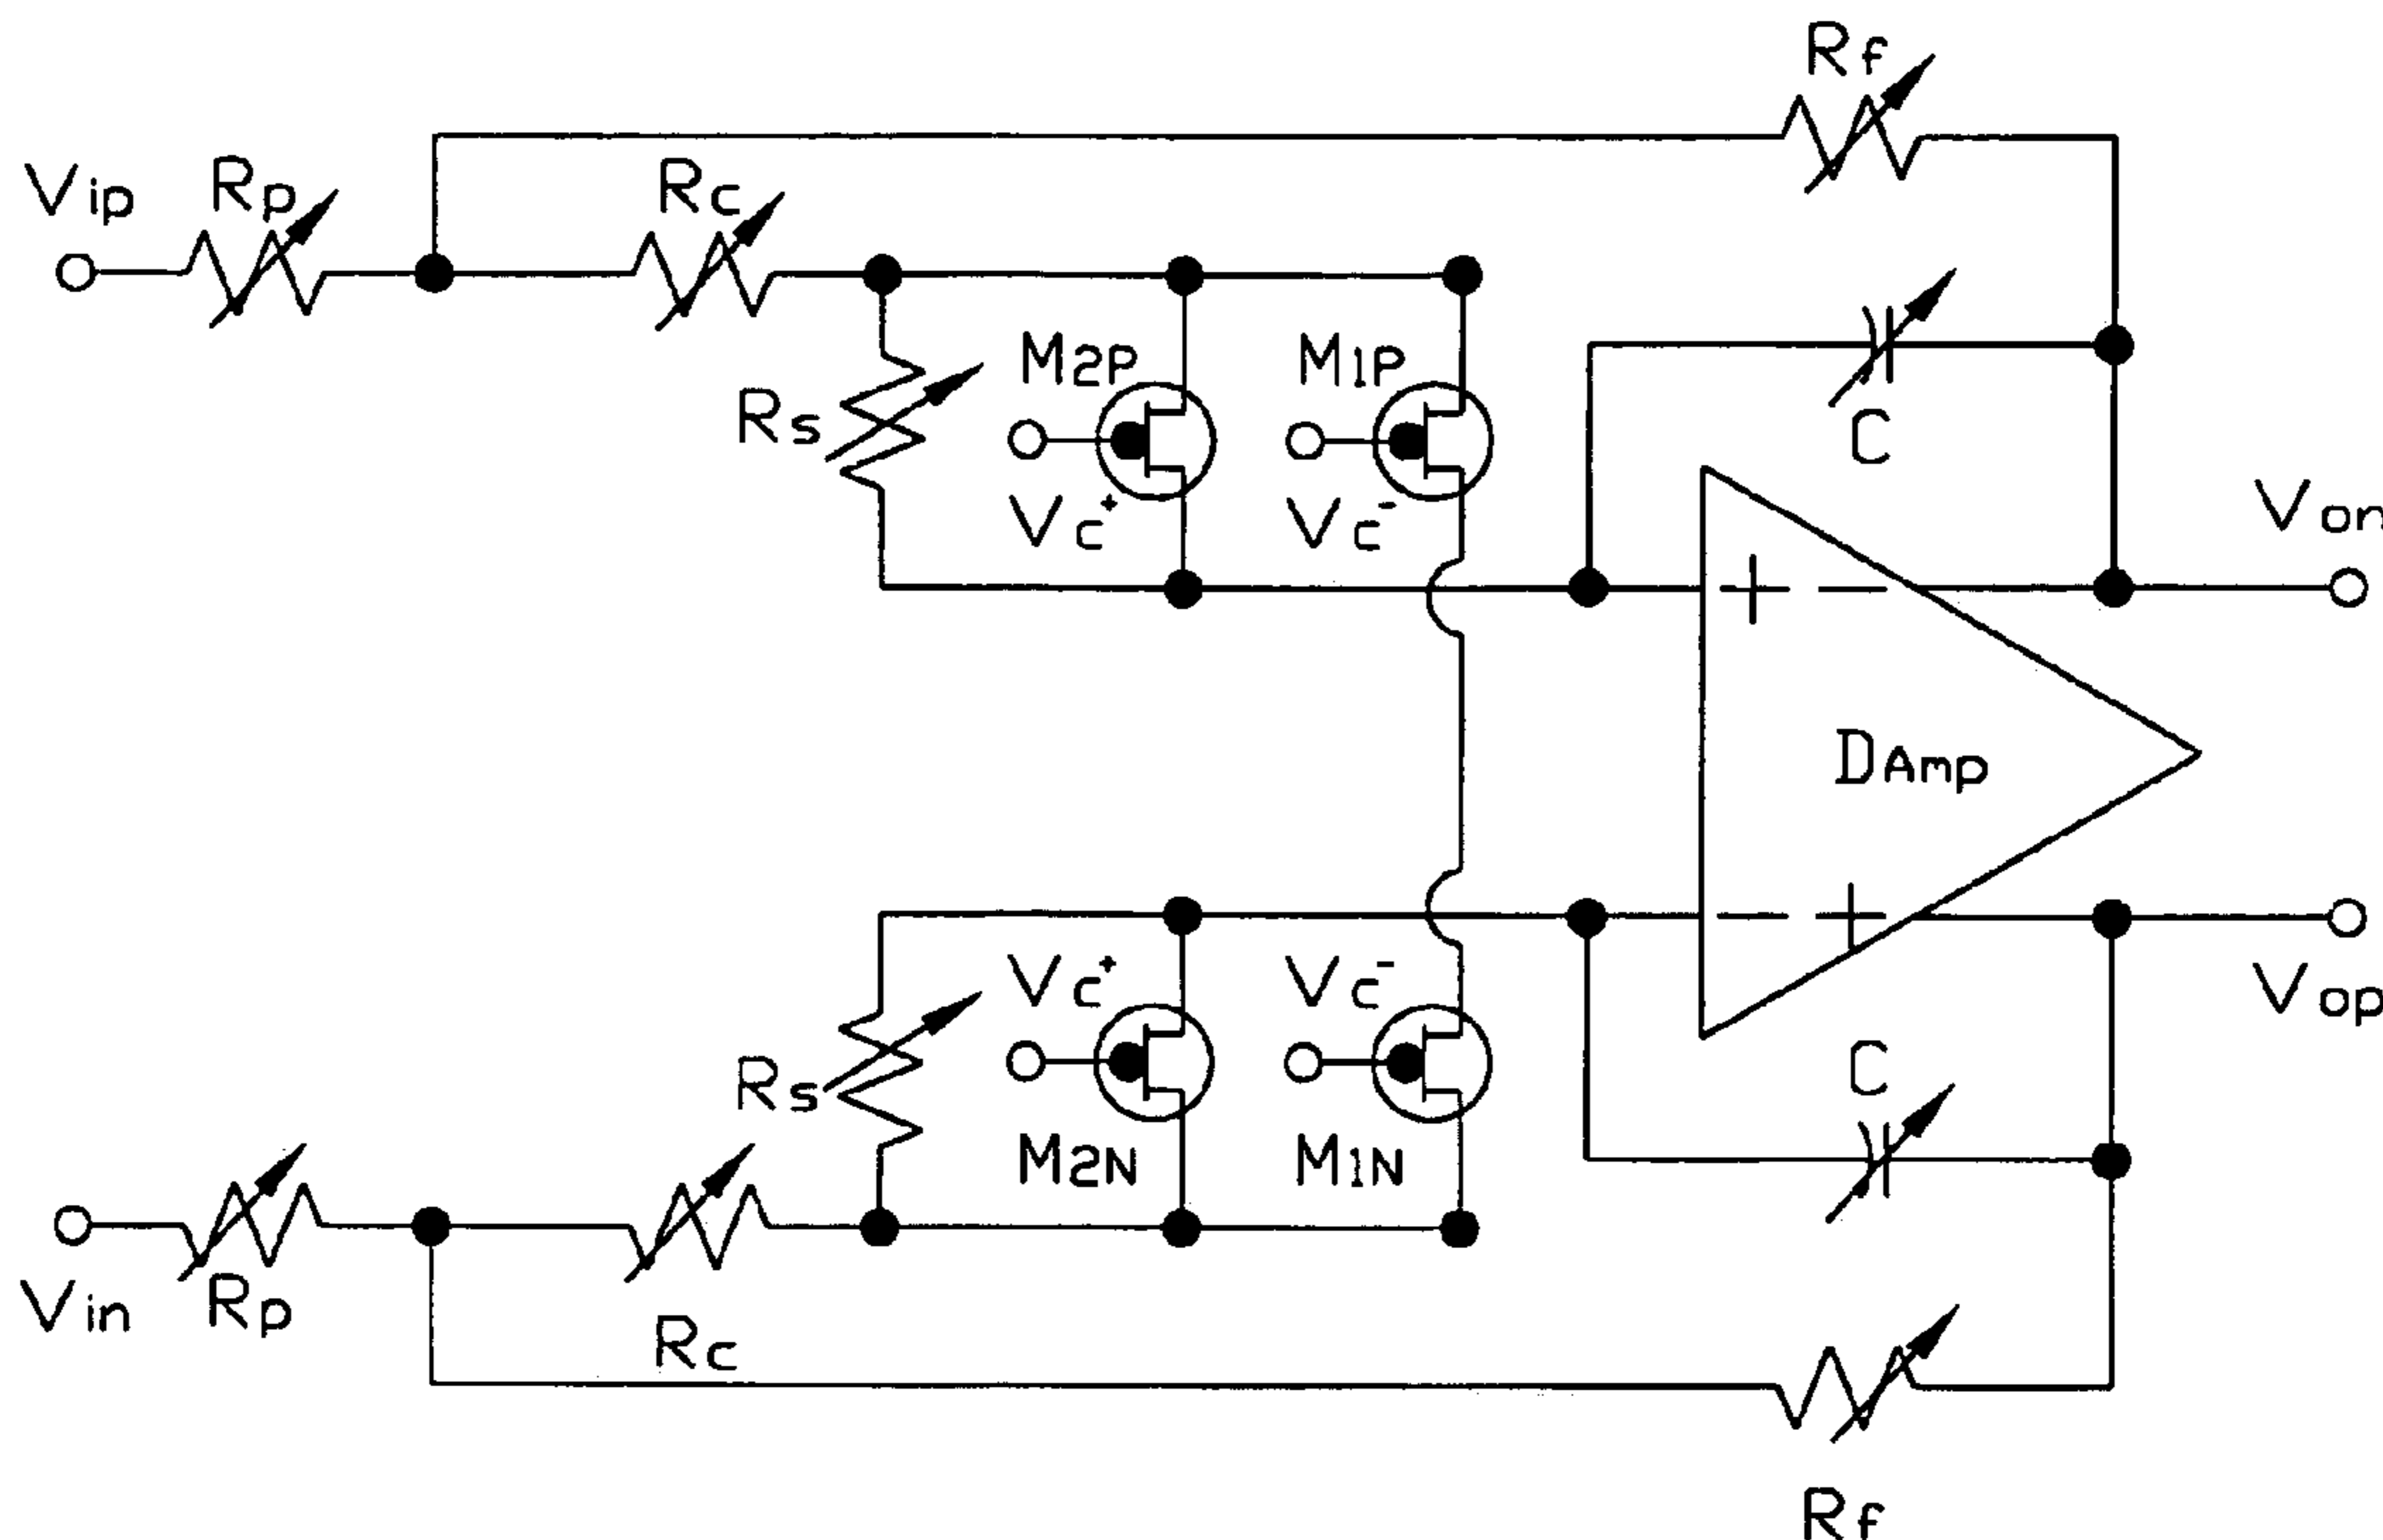 Rf
Vip
Rp
Rc
M2P
M1P
Rs
C
Vc+
Vc-
Von
+ -
DAmp
- +
Vc+
Vc-
Vop
Rs
C
M2N
M1N
Vin
Rp
Rc
Rf